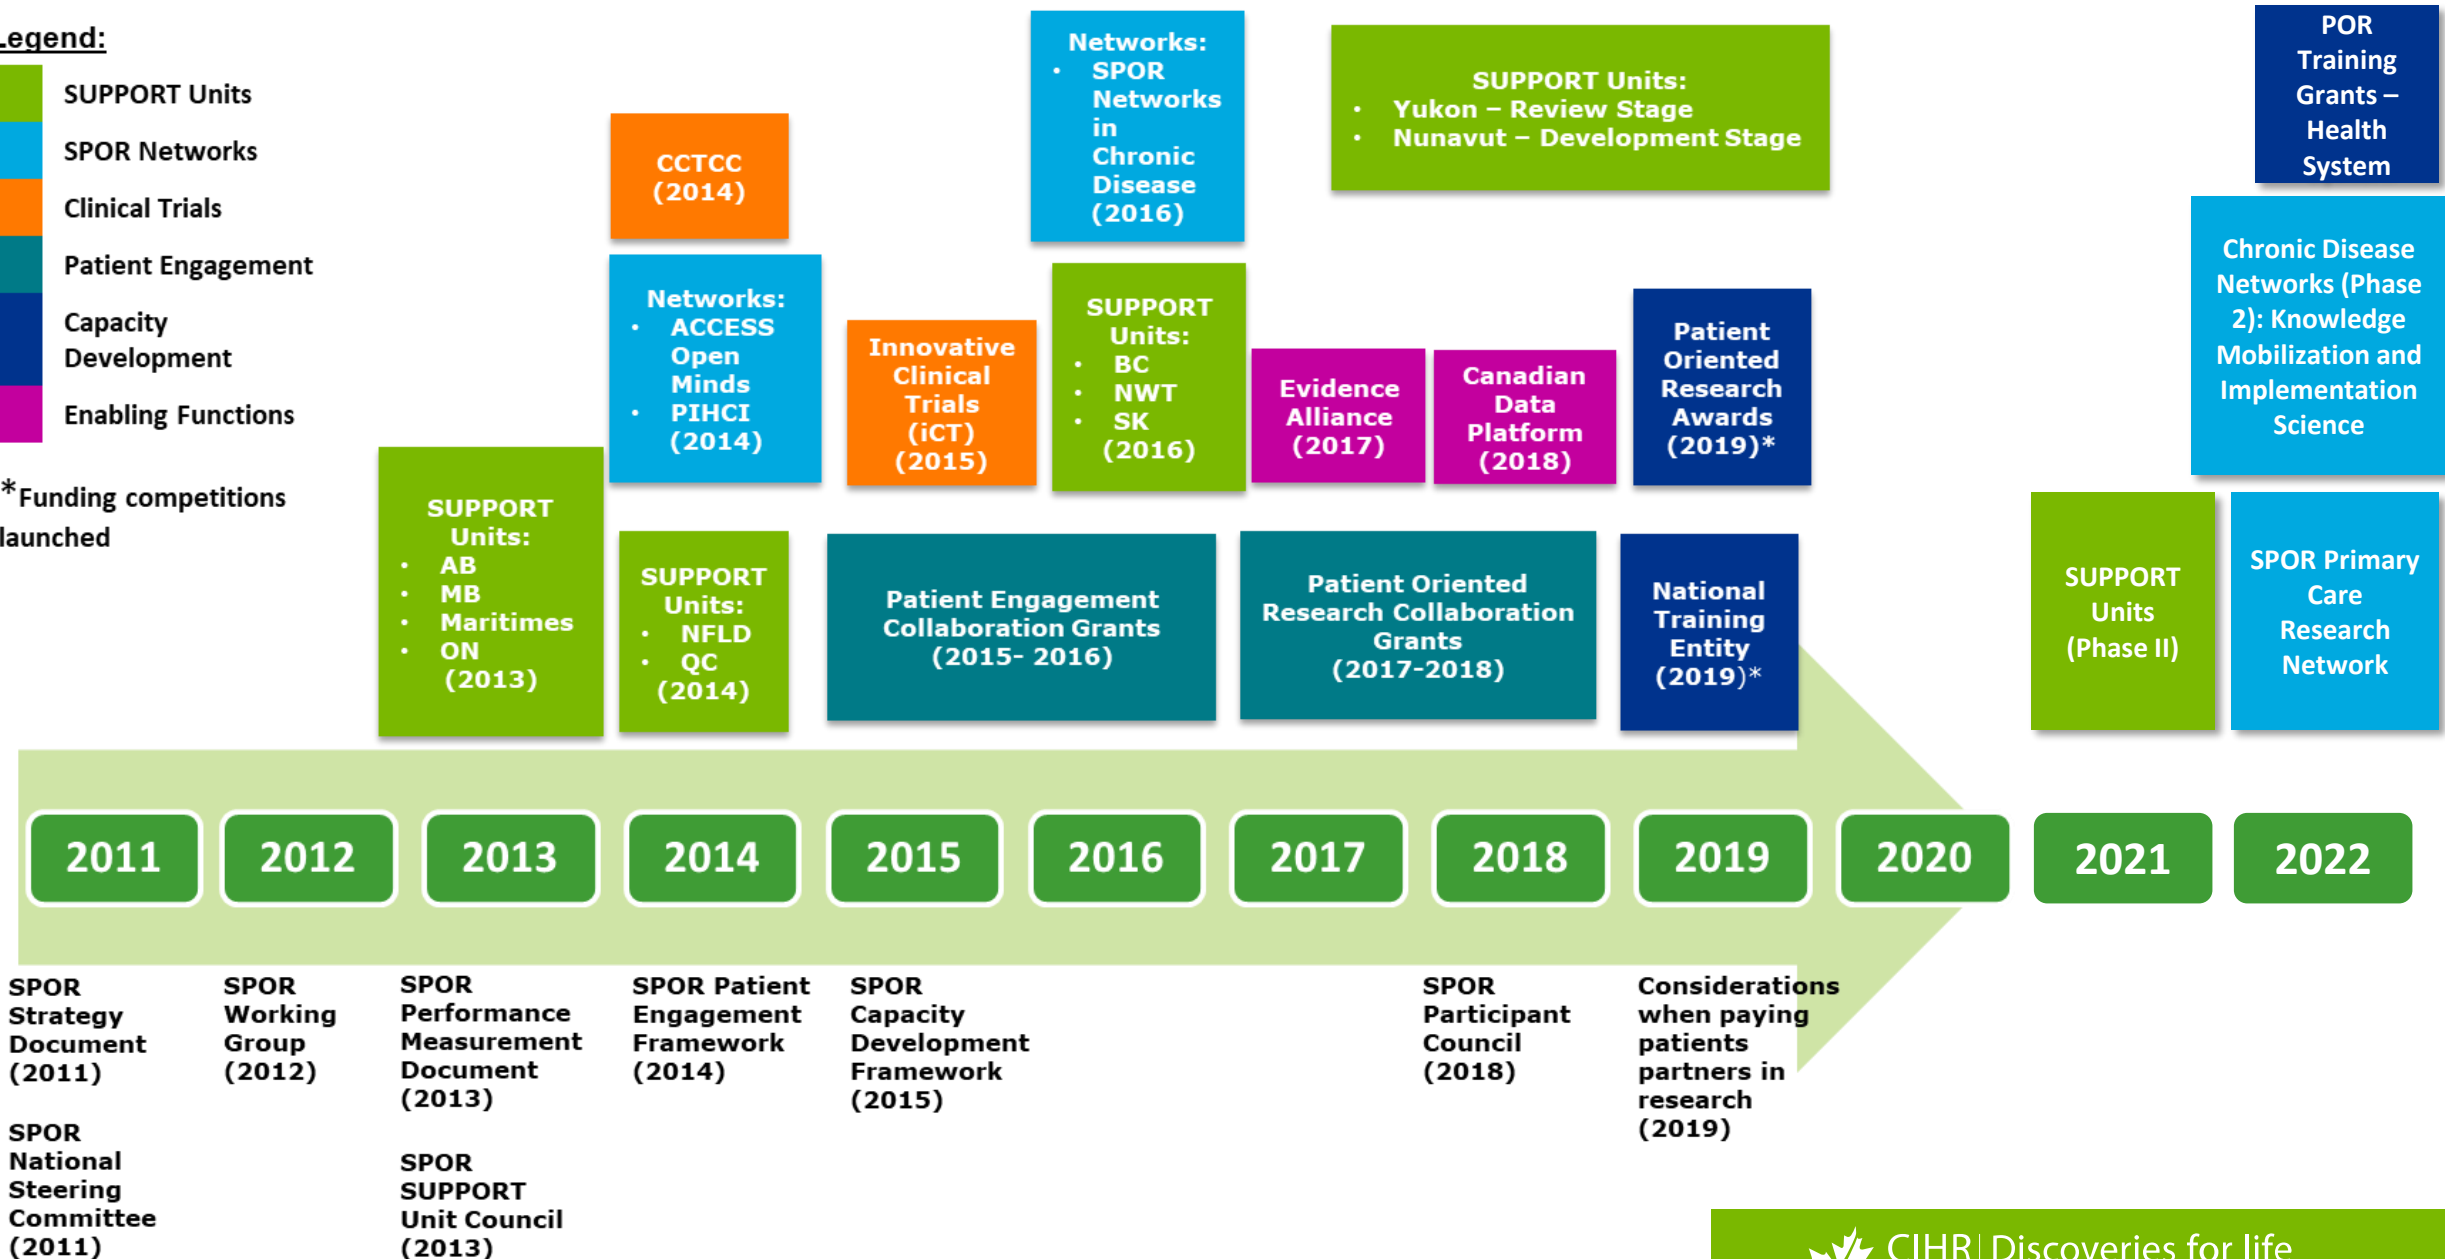 Legend:
SUPPORT Units
SPOR Networks
Clinical Trials
Patient Engagement
Capacity
Development
Enabling Functions
*Funding competitions
launched
SUPPORT
Units:
• AB
• MB
• Maritimes
• ON
(2013)
CCTCC
(2014)
Networks:
• ACCESS
Open
Minds
• PIHCI
(2014)
SUPPORT
Units:
• NFLD
• QC
(2014)
Innovative
Clinical
Trials
(iCT)
(2015)
Patient Engagement
Collaboration Grants
(2015- 2016)
Networks:
• SPOR
Networks
in
Chronic
Disease
(2016)
SUPPORT
Units:
• BC
• NWT
• SK
(2016)
SUPPORT Units:
• Yukon – Review Stage
• Nunavut – Development Stage
Evidence
Alliance
(2017)
Canadian
Data
Platform
(2018)
Patient Oriented
Research Collaboration
Grants
(2017-2018)
Patient
Oriented
Research
Awards
(2019)*
National
Training
Entity
(2019)*
POR
Training
Grants –
Health
System
Chronic Disease
Networks (Phase
2): Knowledge
Mobilization and
Implementation
Science
SUPPORT
Units
(Phase II)
SPOR Primary
Care
Research
Network
2011
2012
2013
2014
2015
2016
2017
2018
2019
2020
2021
2022
SPOR
Strategy
Document
(2011)
SPOR
National
Steering
Committee
(2011)
SPOR
Working
Group
(2012)
SPOR
Performance
Measurement
Document
(2013)
SPOR
SUPPORT
Unit Council
(2013)
SPOR Patient
Engagement
Framework
(2014)
SPOR
Capacity
Development
Framework
(2015)
SPOR
Participant
Council
(2018)
Considerations
when paying
patients
partners in
research
(2019)
CIHR | Discoveries for life